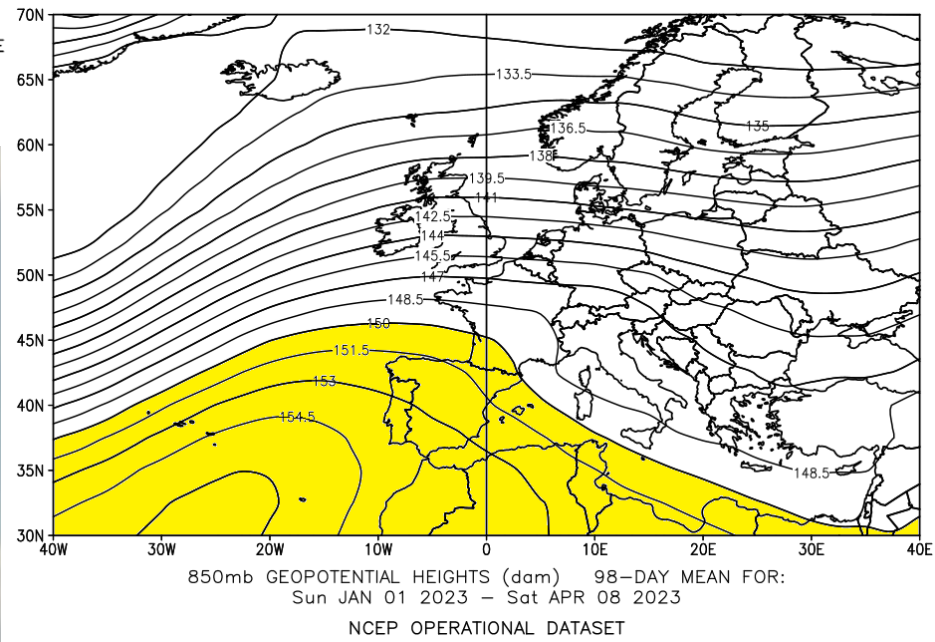 70N
E
132
65N
133.5
60N
136.5
135
138
139.5
55N
141
142.5
144
50N
145.5
147
148.5
45N
150
151.5
40N
153
154.5
35N
148.5
30N
40W 30W 20W 10W 0 10E 20E 30E 40E
850mb GEOPOTENTIAL HEIGHTS (dam) 98-DAY MEAN FOR:
Sun JAN 01 2023 - Sat APR 08 2023
NCEP OPERATIONAL DATASET